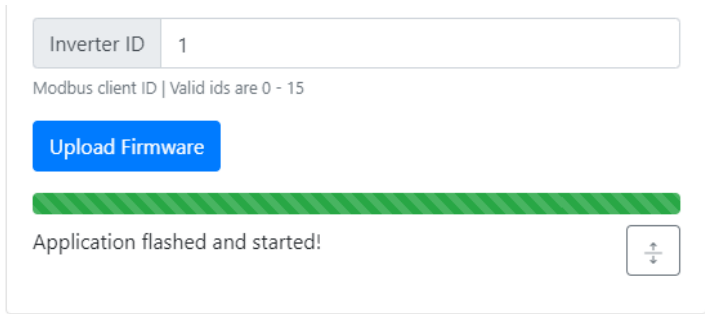 Inverter ID 1
Modbus client ID | Valid ids are 0 - 15
Upload Firmware
Application flashed and started!